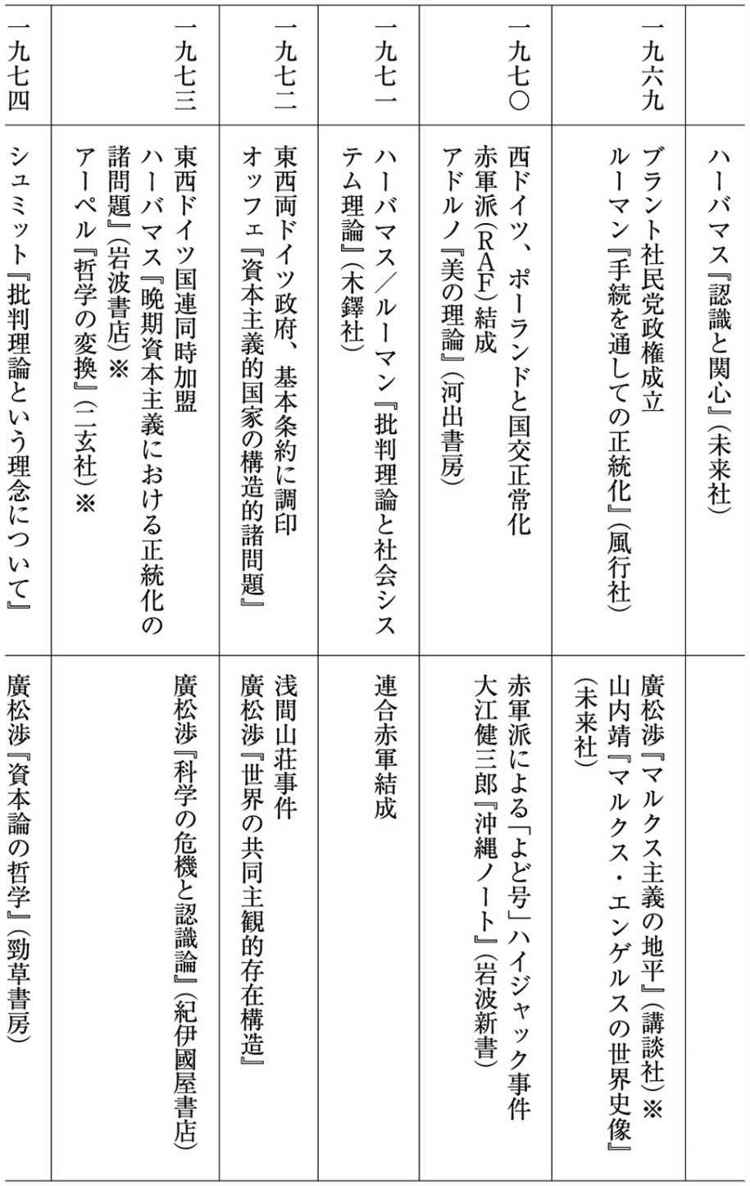 ハーバマス『認識と関心』（未来社）
一九六九
ブラント社民党政権成立
ルーマン『手続を通しての正統化』（風行社）
廣松渉『マルクス主義の地平』（講談社）※
山内靖『マルクス・エンゲルスの世界史像』
（未来社）
一九七〇
西ドイツ、ポーランドと国交正常化
赤軍派（ＲＡＦ）結成
アドルノ『美の理論』（河出書房）
赤軍派による「よど号」ハイジャック事件
大江健三郎『沖縄ノート』（岩波新書）
一九七一
ハーバマス／ルーマン『批判理論と社会シス
テム理論』（木鐸社）
連合赤軍結成
一九七二
東西両ドイツ政府、基本条約に調印
オッフェ『資本主義的国家の構造的諸問題』
浅間山荘事件
廣松渉『世界の共同主観的存在構造』
一九七三
東西ドイツ国連同時加盟
ハーバマス『晩期資本主義における正統化の
諸問題』（岩波書店）※
アーペル『哲学の変換』（二玄社）※
廣松渉『科学の危機と認識論』（紀伊國屋書店）
一九七四
シュミット『批判理論という理念について』
廣松渉『資本論の哲学』（勁草書房）